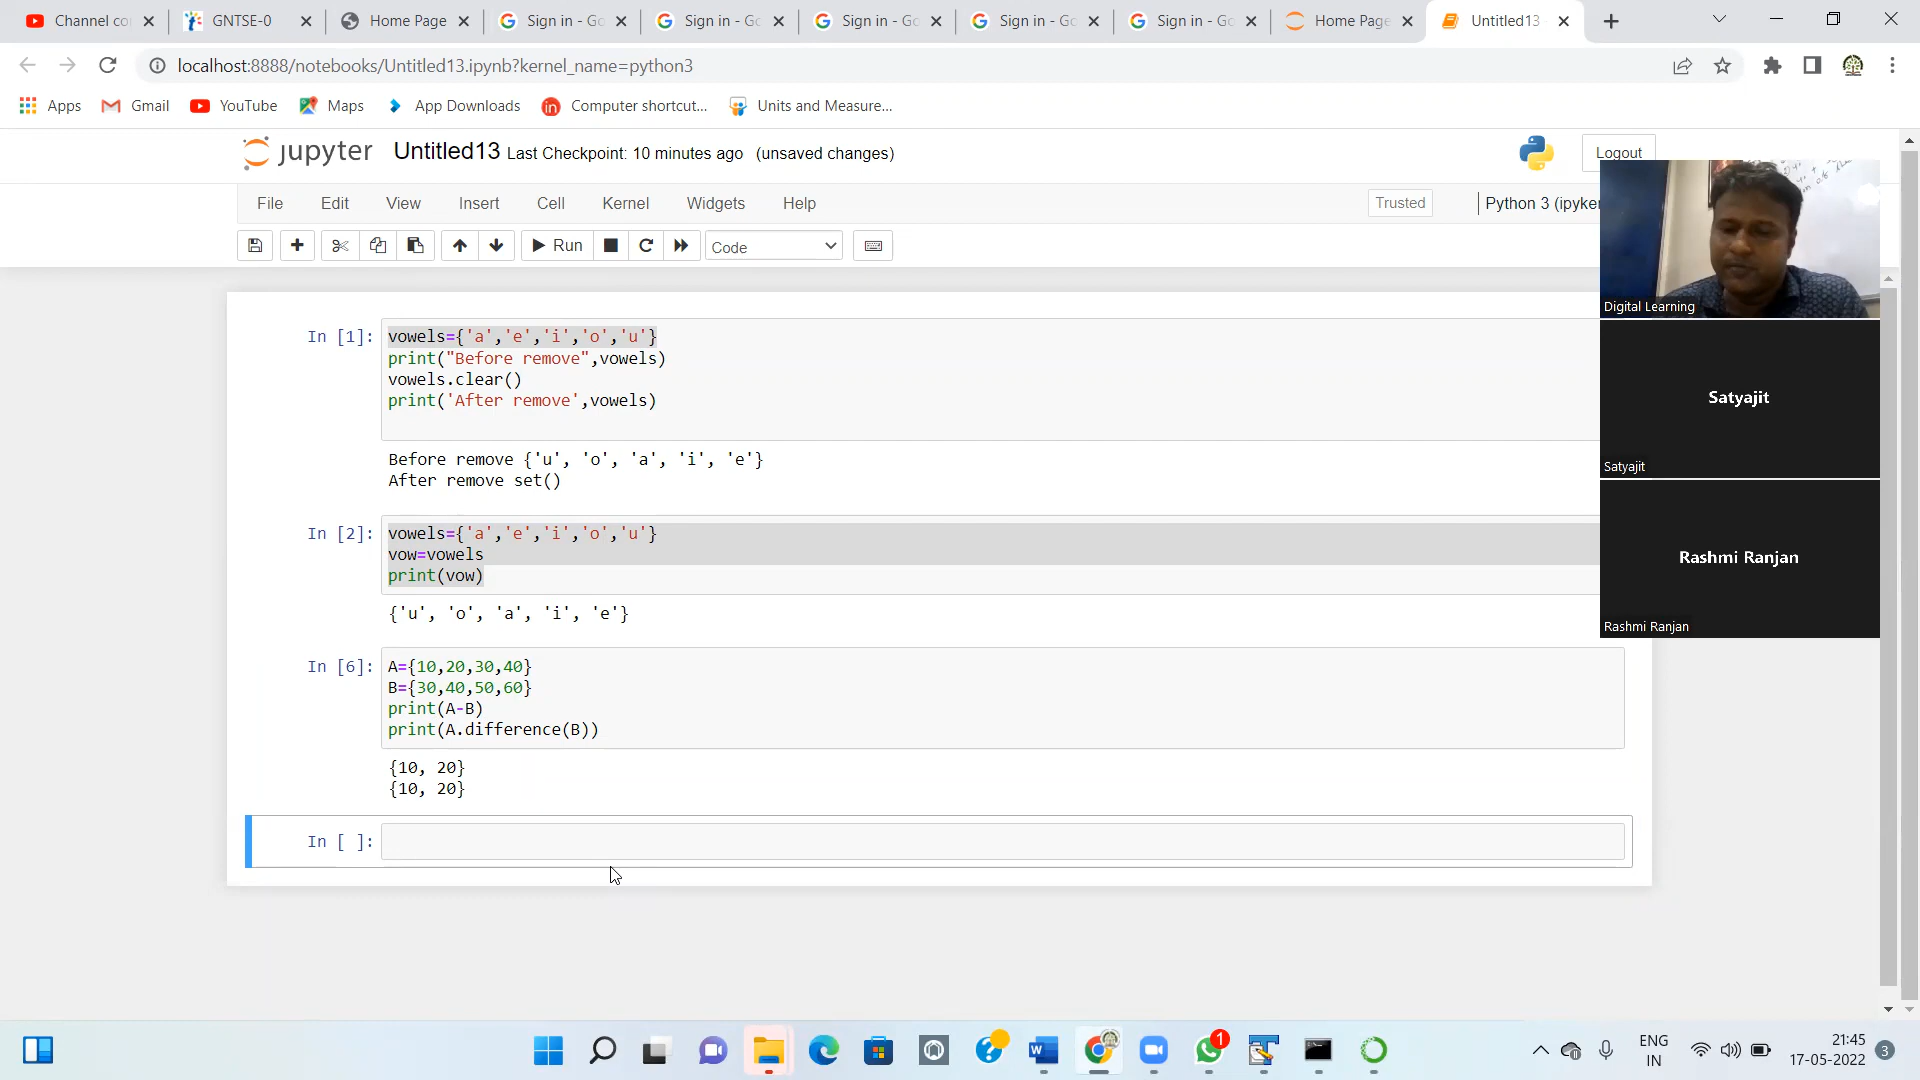 Channel co
GNTSE-0
Home Page
Sign in - Go
Sign in - Go
Sign in - Go
Sign in - Go
Sign in - Go
Home Page
Untitled13
localhost:8888/notebooks/Untitled13.ipynb?kernel_name=python3
Apps
Gmail
YouTube
Maps
App Downloads
Computer shortcut...
Units and Measure...
jupyter Untitled13 Last Checkpoint: 10 minutes ago (unsaved changes)
Logout
File Edit View Insert Cell Kernel Widgets Help
Trusted
Python 3 (ipyker
Run
Code
In [1]: vowels={'a','e','i','o','u'}
print("Before remove",vowels)
vowels.clear()
print('After remove',vowels)
Before remove {'u', 'o', 'a', 'i', 'e'}
After remove set()
In [2]: vowels={'a','e','i','o','u'}
vow=vowels
print(vow)
{'u', 'o', 'a', 'i', 'e'}
In [6]: A={10,20,30,40}
B={30,40,50,60}
print(A-B)
print(A.difference(B))
{10, 20}
{10, 20}
In [ ]:
Digital Learning
Satyajit
Satyajit
Rashmi Ranjan
Rashmi Ranjan
1
ENG
IN
21:45
17-05-2022
3